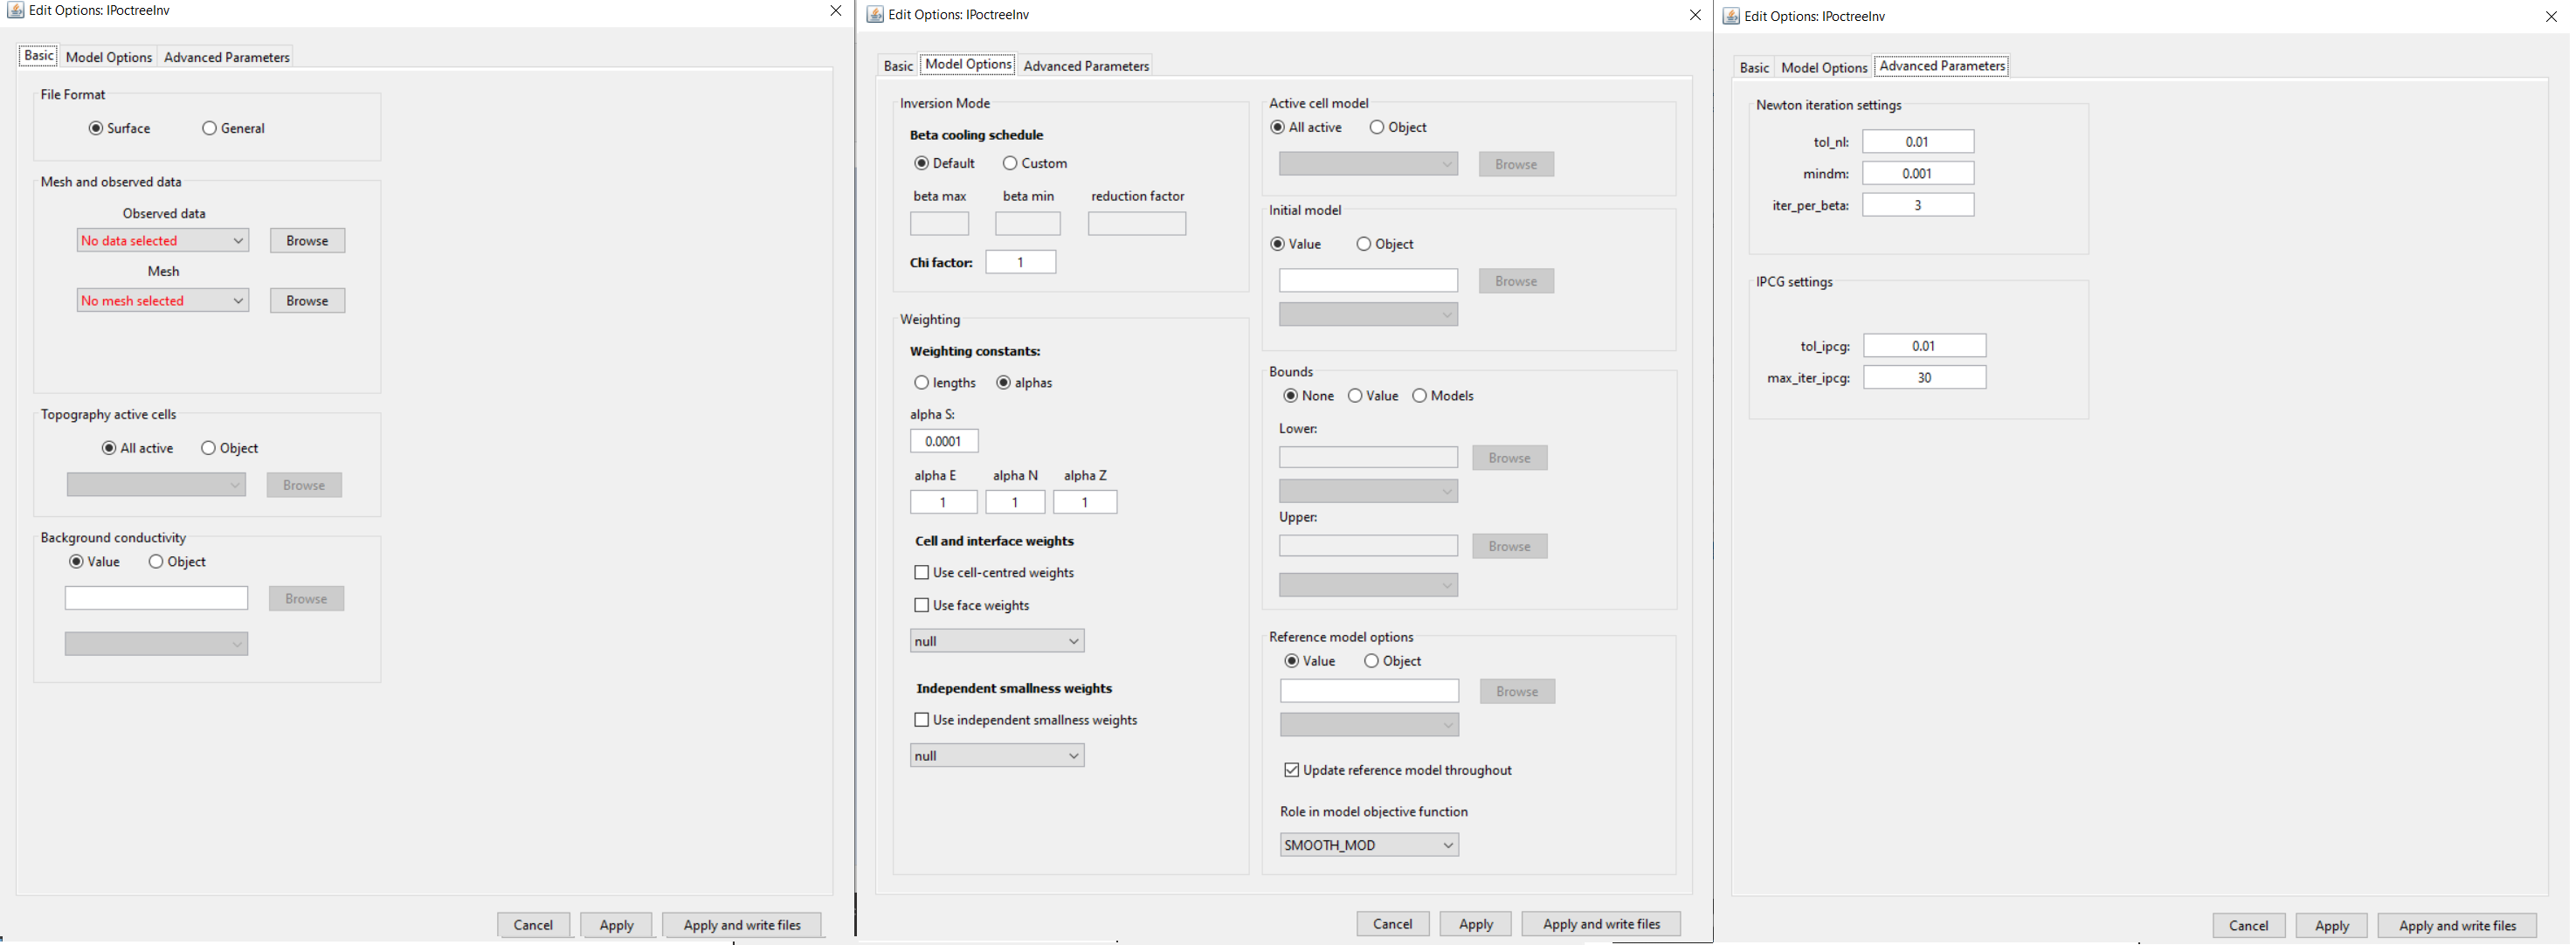 Edit Options: IPoctreeInv
Basic Model Options Advanced Parameters
File Format
Surface General
Mesh and observed data
Observed data
No data selected Browse
Mesh
No mesh selected Browse
Topography active cells
All active Object
Browse
Background conductivity
Value Object
Browse
Cancel Apply Apply and write files
Edit Options: IPoctreeInv
Basic Model Options Advanced Parameters
Inversion Mode
Beta cooling schedule
Default Custom
beta max beta min reduction factor
Chi factor: 1
Weighting
Weighting constants:
lengths alphas
alpha S:
0.0001
alpha E alpha N alpha Z
1 1 1
Cell and interface weights
Use cell-centred weights
Use face weights
null
Independent smallness weights
Use independent smallness weights
null
Active cell model
All active Object
Browse
Initial model
Value Object
Browse
Bounds
None Value Models
Lower:
Browse
Upper:
Browse
Reference model options
Value Object
Browse
Update reference model throughout
Role in model objective function
SMOOTH_MOD
Cancel Apply Apply and write files
Edit Options: IPoctreeInv
Basic Model Options Advanced Parameters
Newton iteration settings
tol_nl: 0.01
mindm: 0.001
iter_per_beta: 3
IPCG settings
tol_ipcg: 0.01
max_iter_ipcg: 30
Cancel Apply Apply and write files